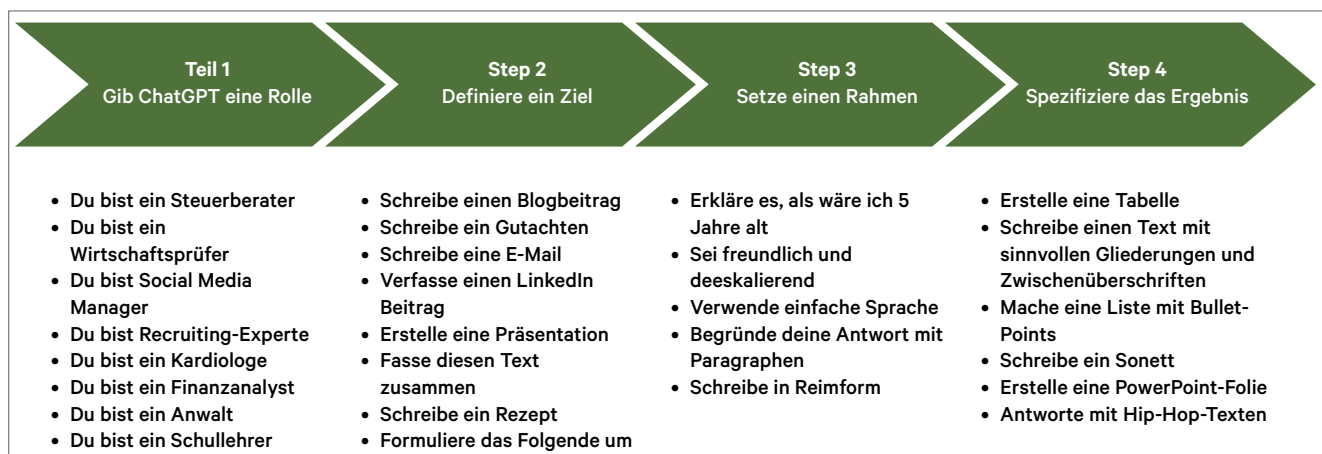 Teil 1
Gib ChatGPT eine Rolle
Step 2
Definiere ein Ziel
Step 3
Setze einen Rahmen
Step 4
Spezifiziere das Ergebnis
• Du bist ein Steuerberater
• Du bist ein
Wirtschaftsprüfer
• Du bist Social Media
Manager
• Du bist Recruiting-Experte
• Du bist ein Kardiologe
• Du bist ein Finanzanalyst
• Du bist ein Anwalt
• Du bist ein Schullehrer
• Schreibe einen Blogbeitrag
• Schreibe ein Gutachten
• Schreibe eine E-Mail
• Verfasse einen LinkedIn
Beitrag
• Erstelle eine Präsentation
• Fasse diesen Text
zusammen
• Schreibe ein Rezept
• Formuliere das Folgende um
• Erkläre es, als wäre ich 5
Jahre alt
• Sei freundlich und
deeskalierend
• Verwende einfache Sprache
• Begründe deine Antwort mit
Paragraphen
• Schreibe in Reimform
• Erstelle eine Tabelle
• Schreibe einen Text mit
sinnvollen Gliederungen und
Zwischenüberschriften
• Mache eine Liste mit Bullet-
Points
• Schreibe ein Sonett
• Erstelle eine PowerPoint-Folie
• Antworte mit Hip-Hop-Texten